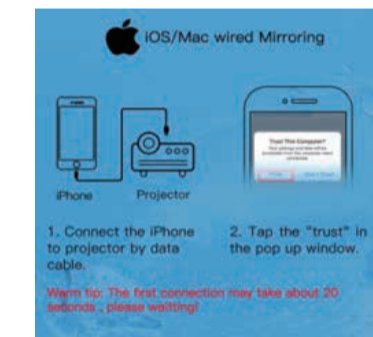 iOS/Mac wired Mirroring
Trust This Computer?
iPhone
Projector
1. Connect the iPhone
to projector by data
cable.
2. Tap the "trust" in
the pop up window.
Warm tip: The first connection may take about 20
seconds , please waitting!